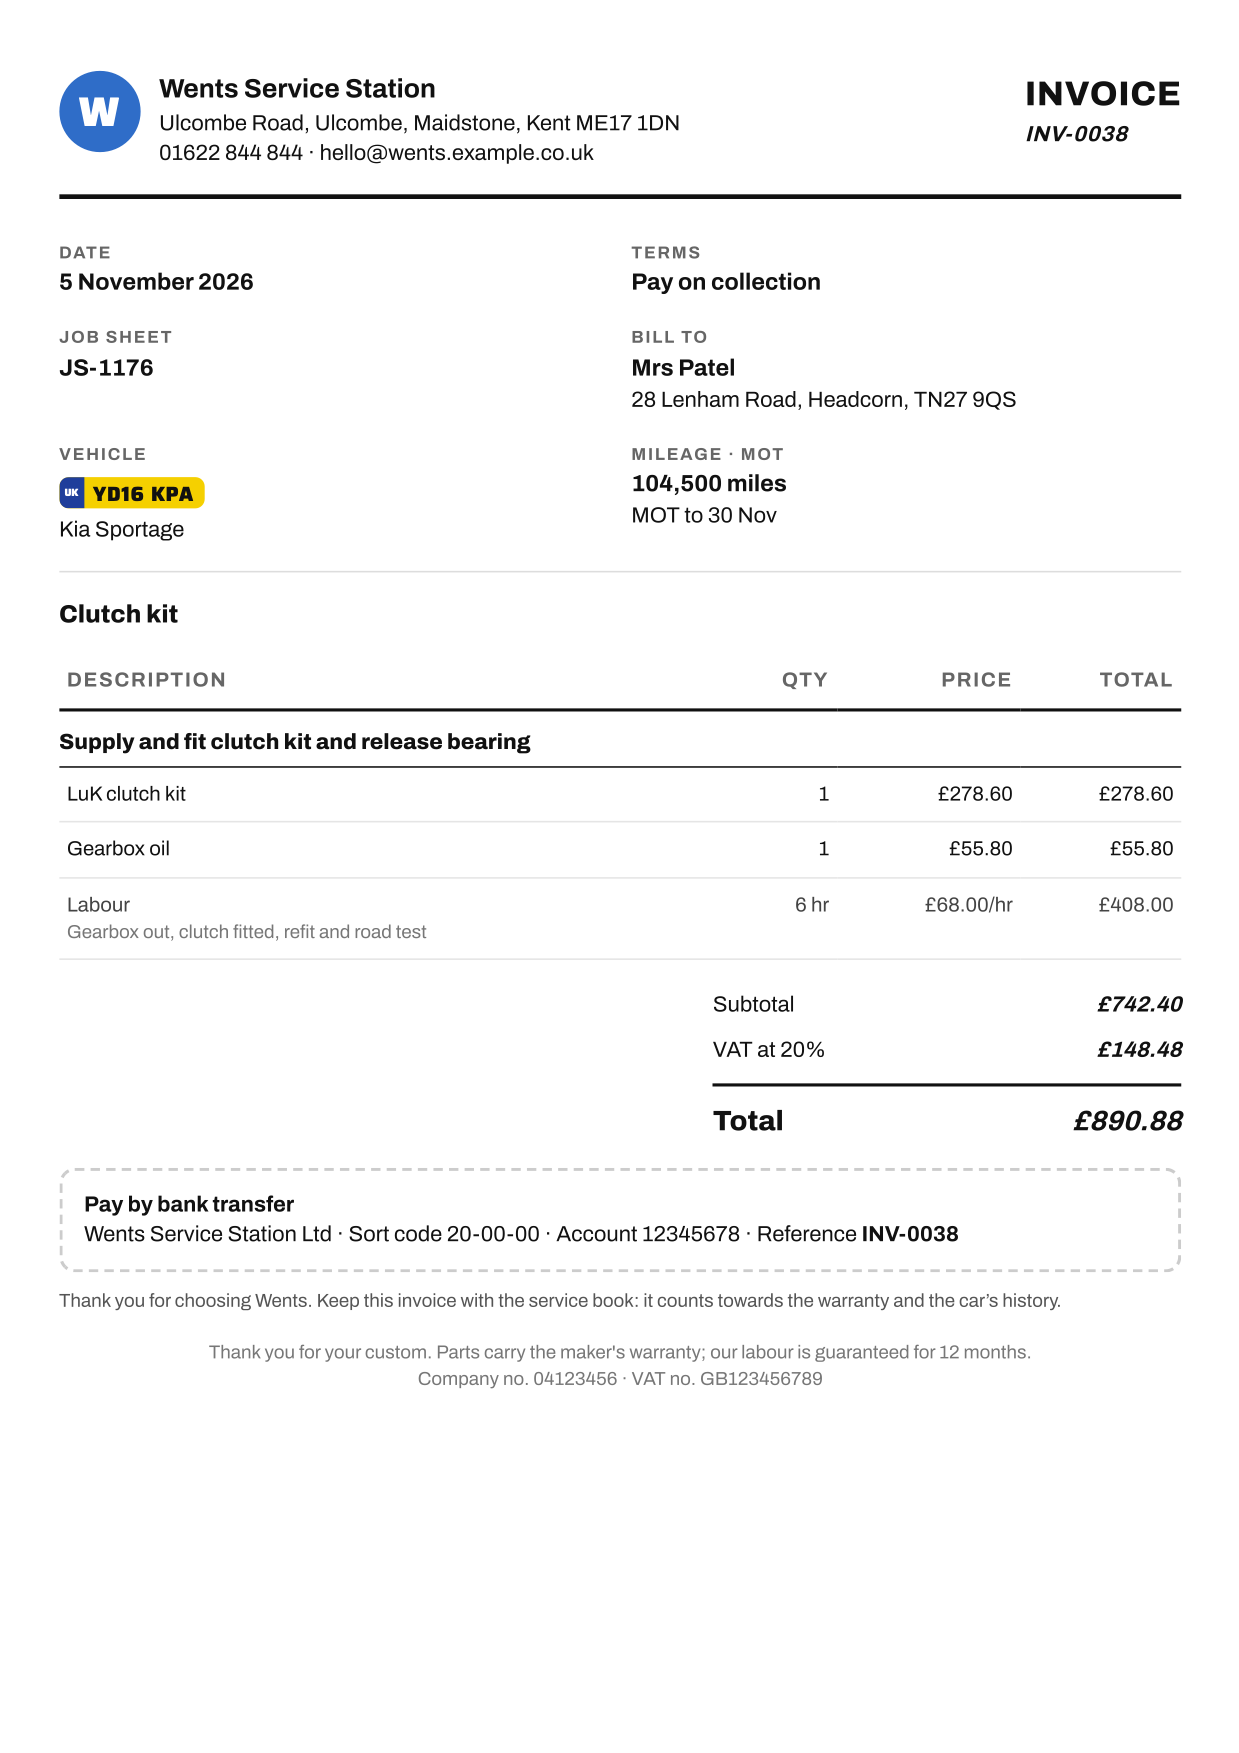 W
Wents Service Station
Ulcombe Road, Ulcombe, Maidstone, Kent ME17 1DN
01622 844 844 · hello@wents.example.co.uk
INVOICE
INV-0038
DATE
5 November 2026
TERMS
Pay on collection
JOB SHEET
JS-1176
BILL TO
Mrs Patel
28 Lenham Road, Headcorn, TN27 9QS
VEHICLE
UK YD16 KPA
Kia Sportage
MILEAGE · MOT
104,500 miles
MOT to 30 Nov
Clutch kit
DESCRIPTION QTY PRICE TOTAL
Supply and fit clutch kit and release bearing
LuK clutch kit 1 £278.60 £278.60
Gearbox oil 1 £55.80 £55.80
Labour 6 hr £68.00/hr £408.00
Gearbox out, clutch fitted, refit and road test
Subtotal £742.40
VAT at 20% £148.48
Total £890.88
Pay by bank transfer
Wents Service Station Ltd · Sort code 20-00-00 · Account 12345678 · Reference INV-0038
Thank you for choosing Wents. Keep this invoice with the service book: it counts towards the warranty and the car’s history.
Thank you for your custom. Parts carry the maker's warranty; our labour is guaranteed for 12 months.
Company no. 04123456 · VAT no. GB123456789